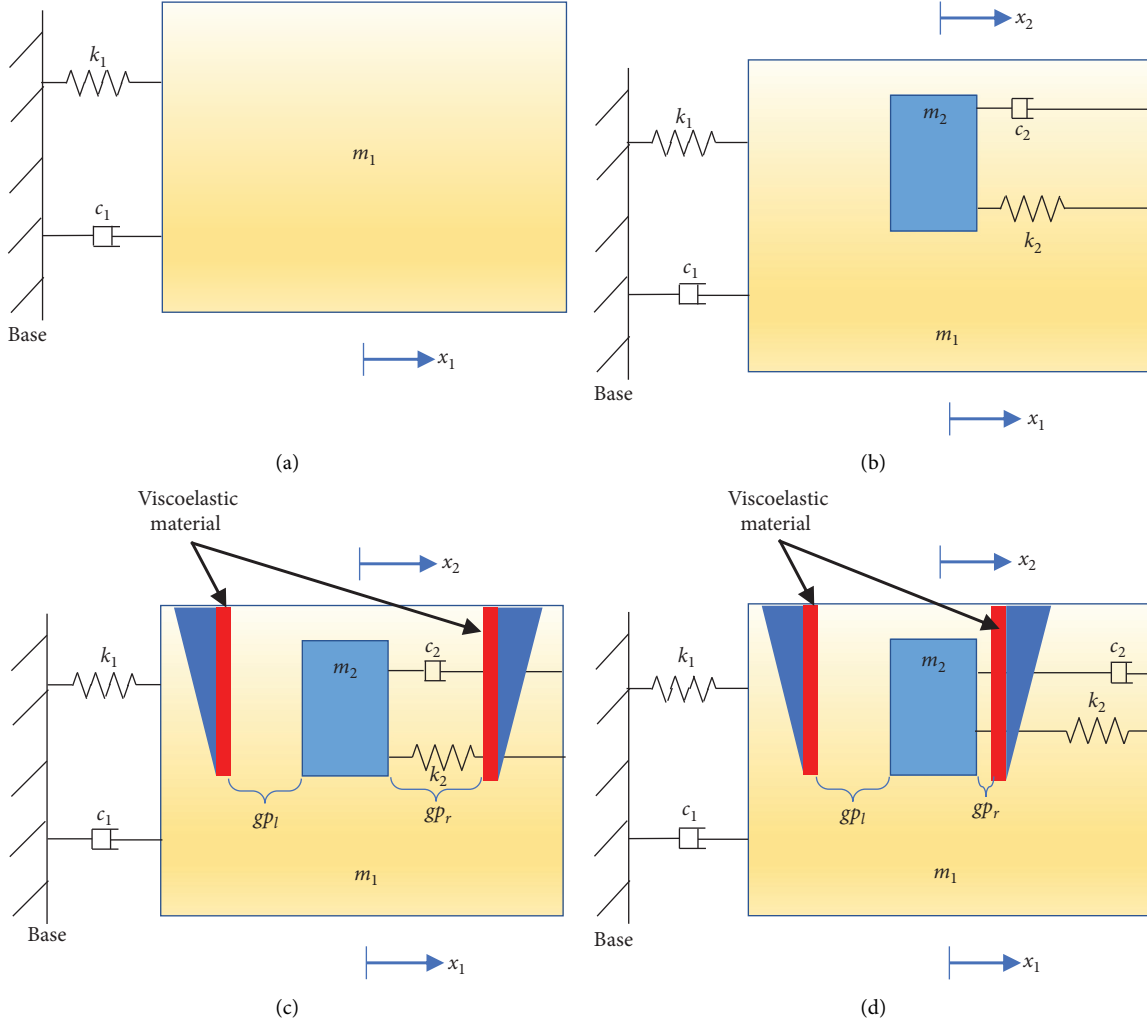 k₁
m₁
c₁
Base
x₁
(a)
x₂
k₁
m₂
c₂
k₂
c₁
m₁
Base
x₁
(b)
Viscoelastic
material
x₂
k₁
m₂
c₂
k₂
gpₗ
gpᵣ
c₁
m₁
Base
x₁
(c)
Viscoelastic
material
x₂
k₁
m₂
c₂
k₂
gpₗ
gpᵣ
c₁
m₁
Base
x₁
(d)